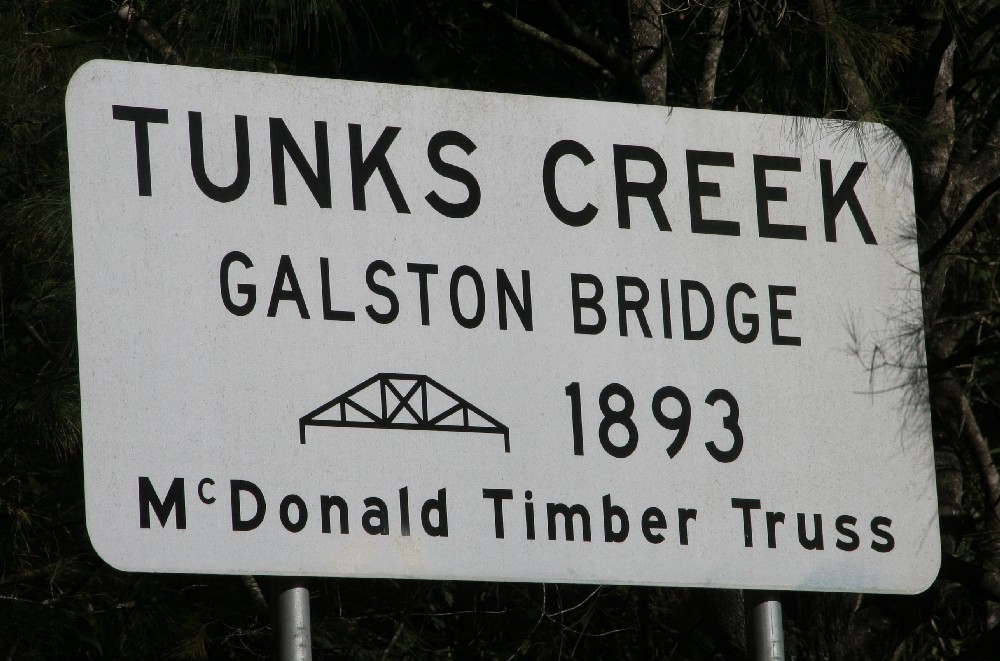 TUNKS CREEK
GALSTON BRIDGE
1893
McDonald Timber Truss